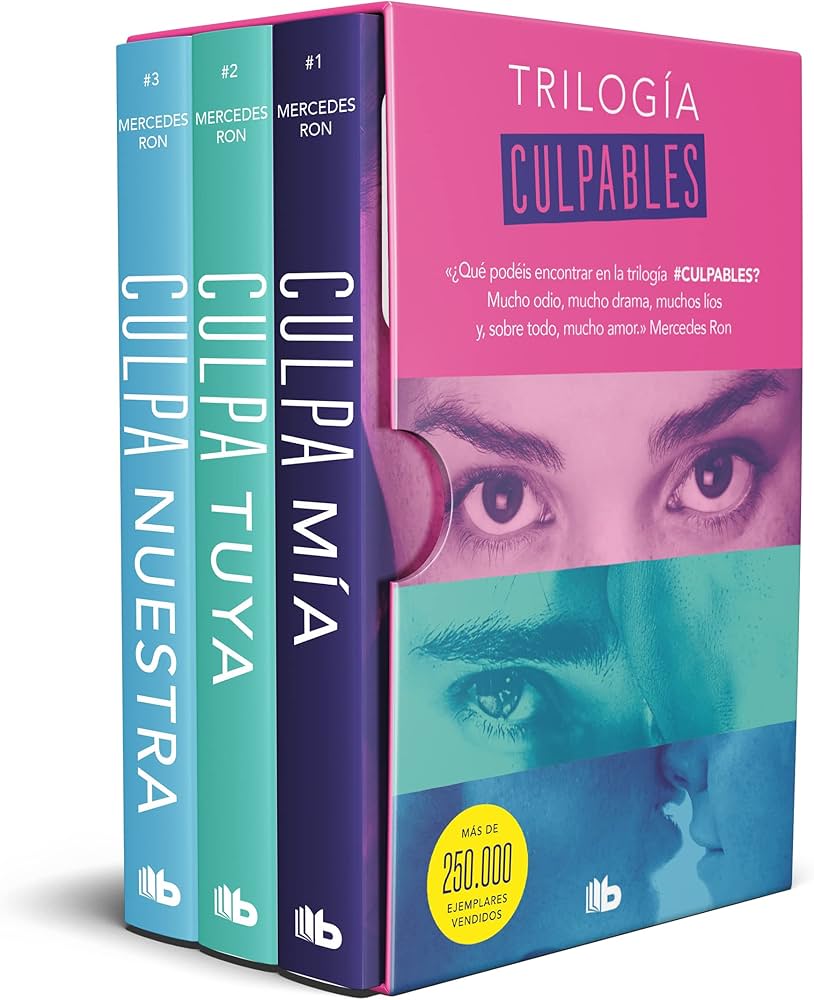 #3
MERCEDES
RON
CULPA NUESTRA
#2
MERCEDES
RON
CULPA TUYA
#1
MERCEDES
RON
CULPA MÍA
TRILOGÍA
CULPABLES
«¿Qué podéis encontrar en la trilogía #CULPABLES?
Mucho odio, mucho drama, muchos líos
y, sobre todo, mucho amor.» Mercedes Ron
MÁS DE
250.000
EJEMPLARES
VENDIDOS
b
b
b
b